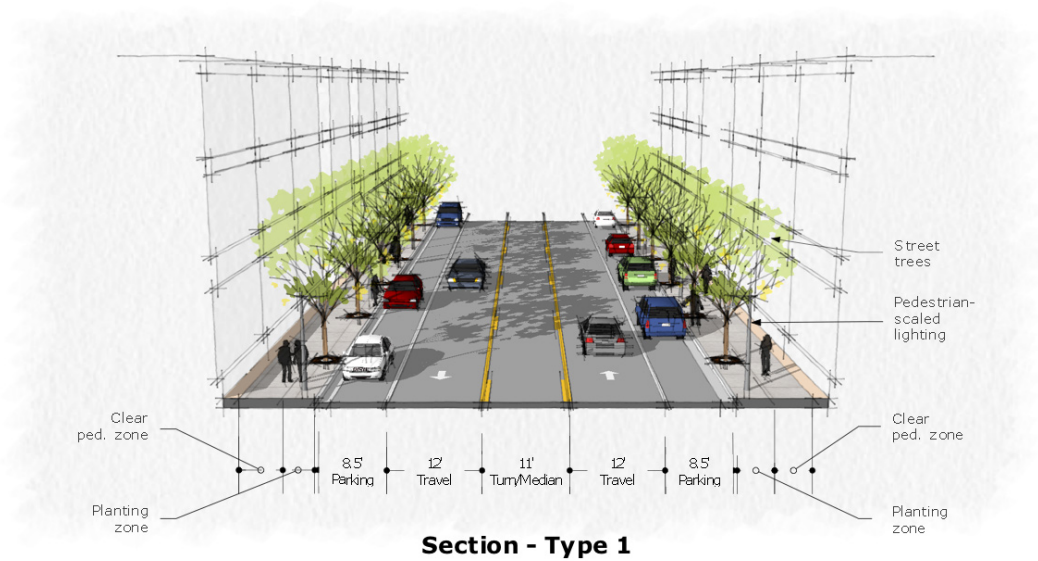 Street
trees
Pedestrian-
scaled
lighting
Clear
ped. zone
Clear
ped. zone
8.5'
Parking
12'
Travel
11'
Turn/Median
12'
Travel
8.5'
Parking
Planting
zone
Planting
zone
Section - Type 1